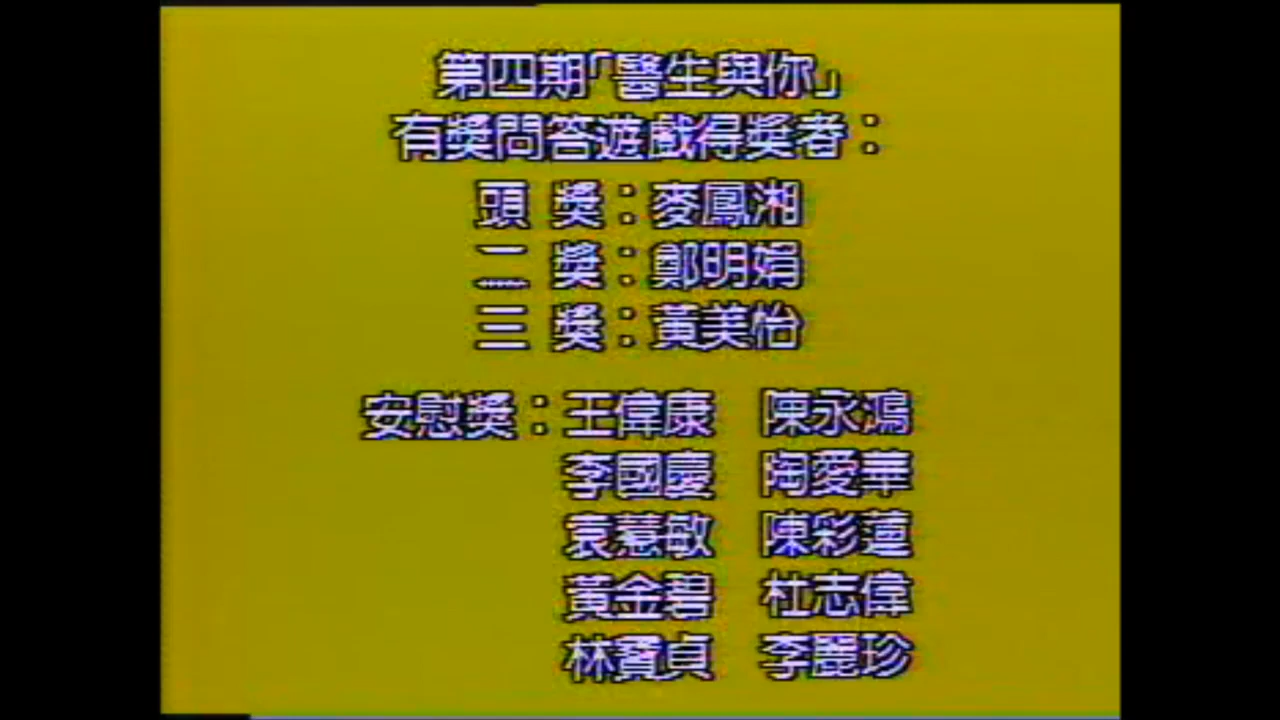 第四期「醫生與你」
有獎問答遊戲得獎者：
頭 獎：麥鳳湘
二 獎：鄭明娟
三 獎：黃美怡
安慰獎：王偉康 陳永鴻
李國慶 陶愛華
袁慧敏 陳彩蓮
黃金碧 杜志偉
林寶貞 李麗珍